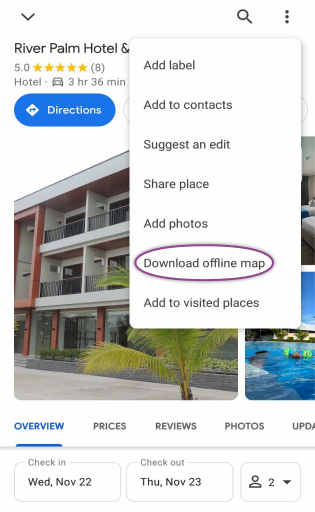 River Palm Hotel &
5.0 ★★★★★ (8)
Hotel · 3 hr 36 min
Directions
Add label
Add to contacts
Suggest an edit
Share place
Add photos
Download offline map
Add to visited places
OVERVIEW PRICES REVIEWS PHOTOS UPDA
Check in Check out
Wed, Nov 22 Thu, Nov 23 2